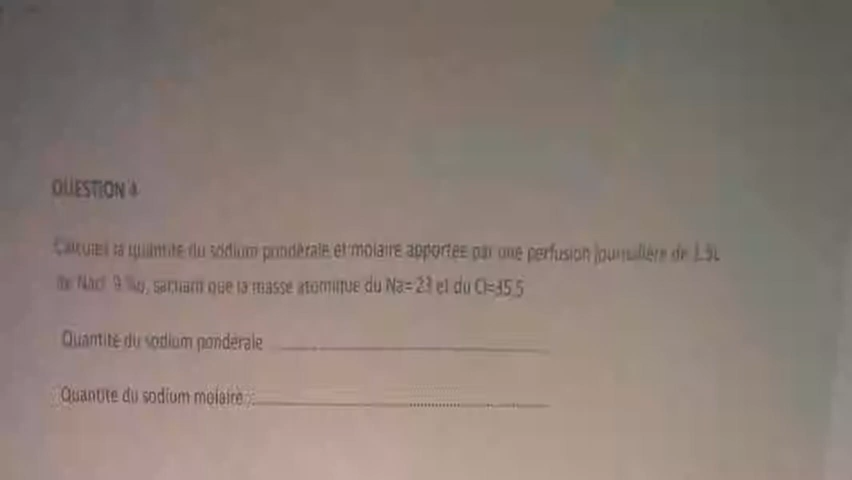 QUESTION 4
Calculez la quantité du sodium pondérale et molaire apportée par une perfusion journalière de 1.5L
de Nacl 9 ‰, sachant que la masse atomique du Na= 23 et du Cl=35.5
Quantité du sodium pondérale
Quantité du sodium molaire :